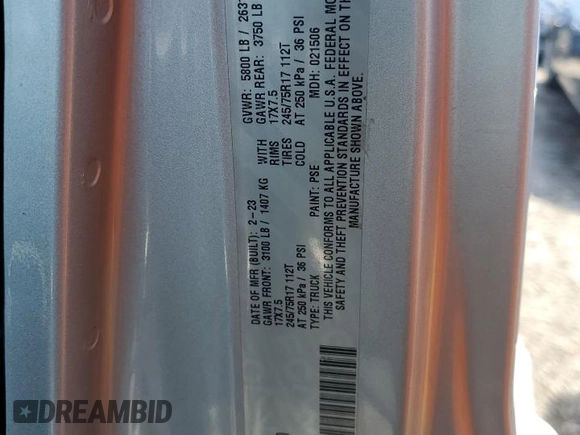 DATE OF MFR (BUILT): 2-23 GVWR: 5800 LB /
GAWR FRONT: 3100 LB / 1407 KG WITH GAWR REAR: 3750 LB
17X7.5 RIMS 17X7.5
245/75R17 112T TIRES 245/75R17 112T
AT 250 kPa / 36 PSI COLD AT 250 kPa / 36 PSI
TYPE: TRUCK PAINT: PSE MDH: 021506
THIS VEHICLE CONFORMS TO ALL APPLICABLE U.S.A. FEDERAL
SAFETY AND THEFT PREVENTION STANDARDS IN EFFECT ON
MANUFACTURE SHOWN ABOVE.
DREAMBID